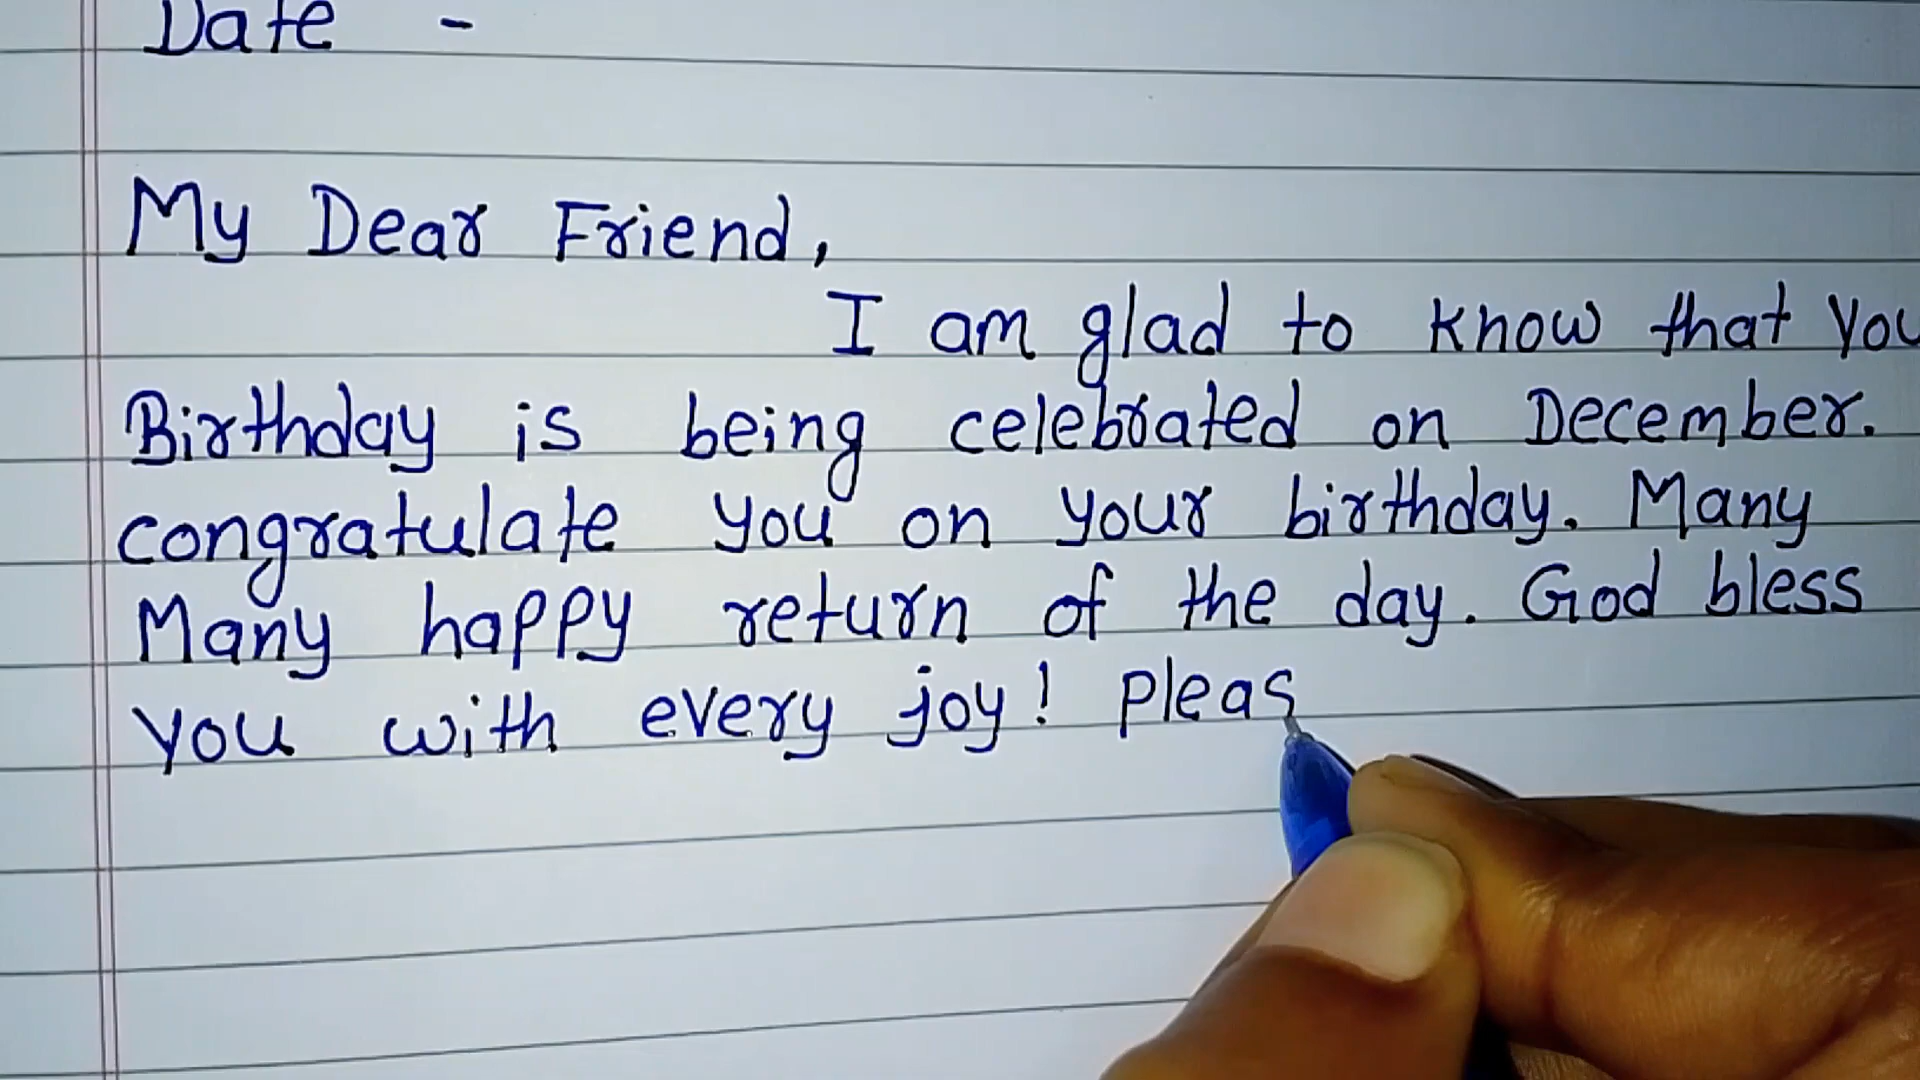 Date -
My Dear Friend,
I am glad to know that You
Birthday is being celebrated on December.
congratulate you on your birthday. Many
Many happy return of the day. God bless
you with every joy! Pleas